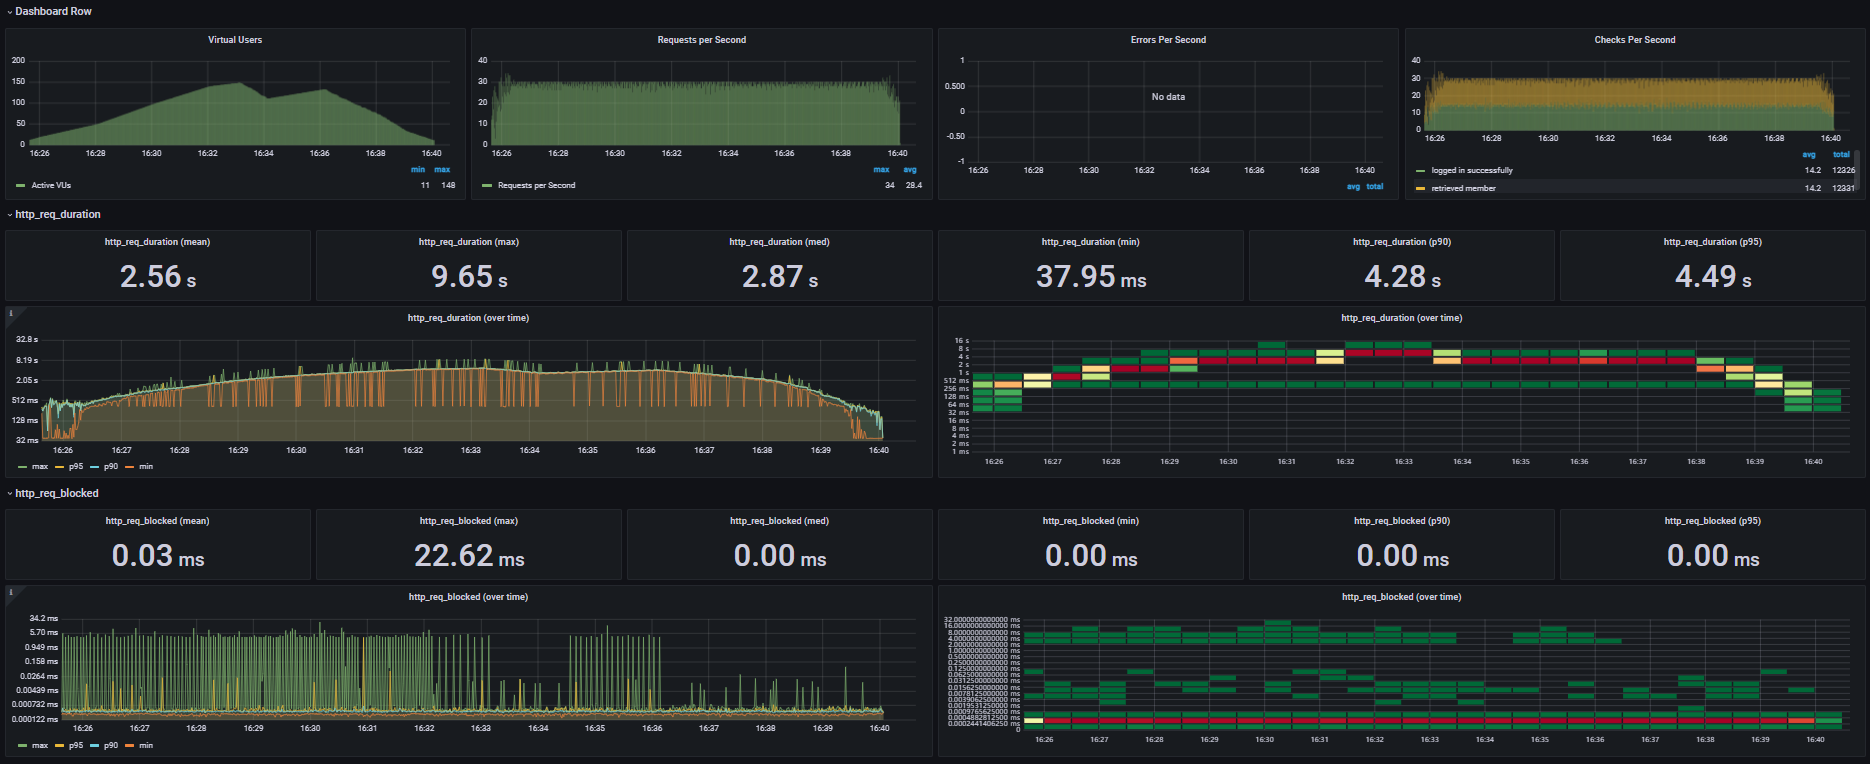 Dashboard Row
Virtual Users
200
150
100
50
0
16:26 16:28 16:30 16:32 16:34 16:36 16:38 16:40
min max
Active VUs 11 148
Requests per Second
40
30
20
10
0
16:26 16:28 16:30 16:32 16:34 16:36 16:38 16:40
max avg
Requests per Second 34 28.4
Errors Per Second
1
0.500
0
-0.50
-1
No data
16:26 16:28 16:30 16:32 16:34 16:36 16:38 16:40
avg total
Checks Per Second
40
30
20
10
0
16:26 16:28 16:30 16:32 16:34 16:36 16:38 16:40
avg total
logged in successfully 14.2 12326
retrieved member 14.2 12331
http_req_duration
http_req_duration (mean)
2.56 s
http_req_duration (max)
9.65 s
http_req_duration (med)
2.87 s
http_req_duration (min)
37.95 ms
http_req_duration (p90)
4.28 s
http_req_duration (p95)
4.49 s
i
http_req_duration (over time)
32.8 s
8.19 s
2.05 s
512 ms
128 ms
32 ms
16:26 16:27 16:28 16:29 16:30 16:31 16:32 16:33 16:34 16:35 16:36 16:37 16:38 16:39 16:40
max p95 p90 min
http_req_duration (over time)
16 s
8 s
4 s
2 s
1 s
512 ms
256 ms
128 ms
64 ms
32 ms
16 ms
8 ms
4 ms
2 ms
1 ms
16:26 16:27 16:28 16:29 16:30 16:31 16:32 16:33 16:34 16:35 16:36 16:37 16:38 16:39 16:40
http_req_blocked
http_req_blocked (mean)
0.03 ms
http_req_blocked (max)
22.62 ms
http_req_blocked (med)
0.00 ms
http_req_blocked (min)
0.00 ms
http_req_blocked (p90)
0.00 ms
http_req_blocked (p95)
0.00 ms
i
http_req_blocked (over time)
34.2 ms
5.70 ms
0.949 ms
0.158 ms
0.0264 ms
0.00439 ms
0.000732 ms
0.000122 ms
16:26 16:27 16:28 16:29 16:30 16:31 16:32 16:33 16:34 16:35 16:36 16:37 16:38 16:39 16:40
max p95 p90 min
http_req_blocked (over time)
32.0000000000000 ms
16.0000000000000 ms
8.0000000000000 ms
4.0000000000000 ms
2.0000000000000 ms
1.0000000000000 ms
0.5000000000000 ms
0.2500000000000 ms
0.1250000000000 ms
0.0625000000000 ms
0.0312500000000 ms
0.0156250000000 ms
0.0078125000000 ms
0.0039062500000 ms
0.0019531250000 ms
0.0009765625000 ms
0.0004882812500 ms
0.0002441406250 ms
0
16:26 16:27 16:28 16:29 16:30 16:31 16:32 16:33 16:34 16:35 16:36 16:37 16:38 16:39 16:40